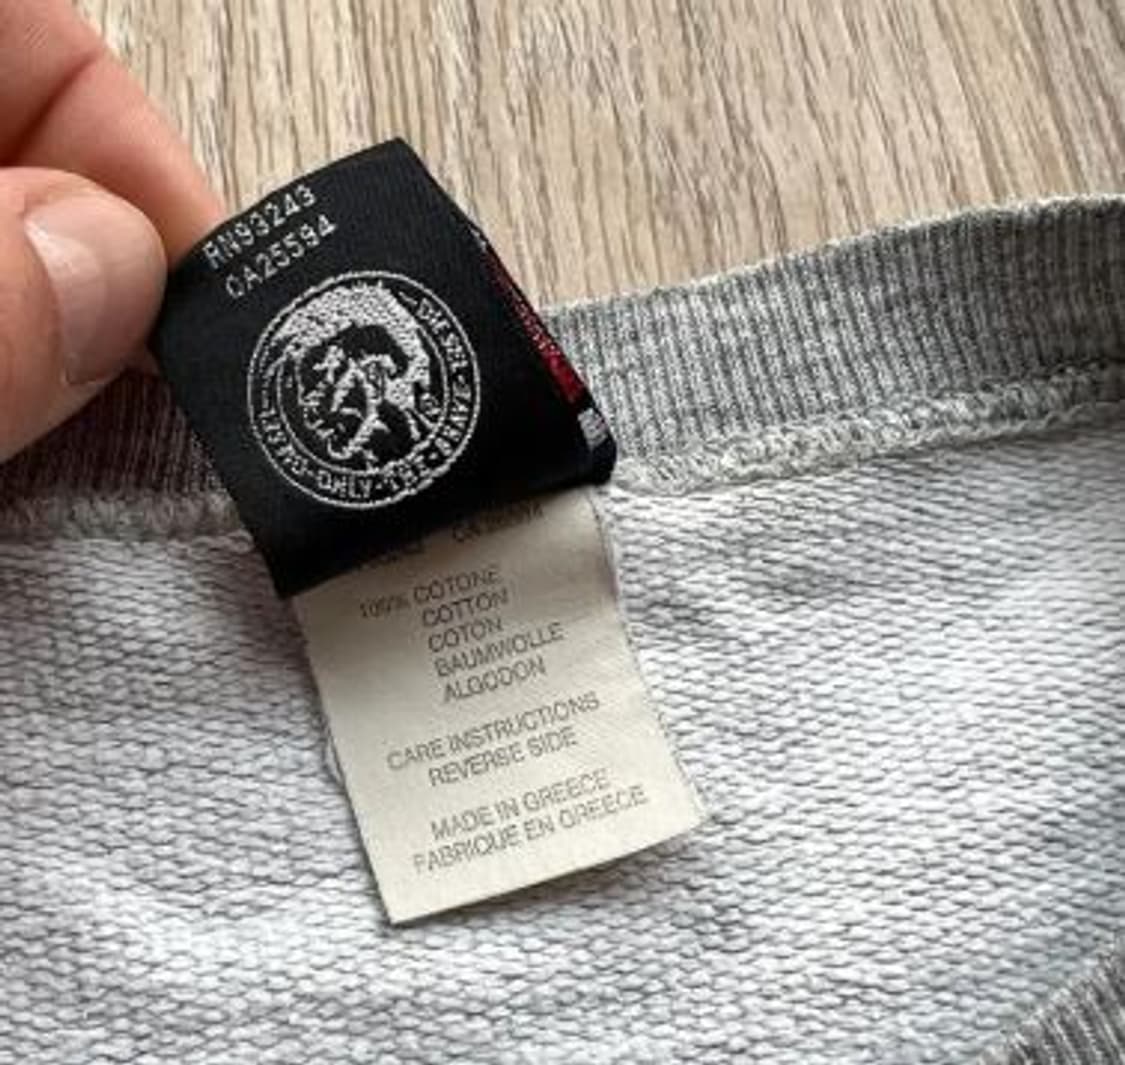 RN93243
CA25594
DIESEL
ONLY·THE·BRAVE
100% COTONE
COTTON
COTON
BAUMWOLLE
ALGODON
CARE INSTRUCTIONS
REVERSE SIDE
MADE IN GREECE
FABRIQUE EN GREECE